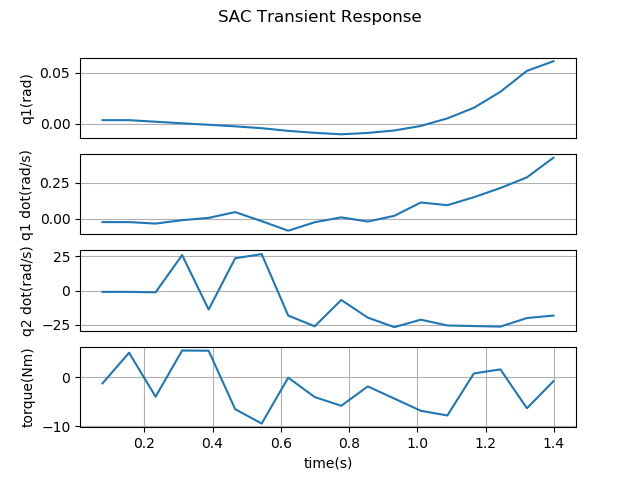 SAC Transient Response
q1(rad)
0.05
0.00
q1 dot(rad/s)
0.25
0.00
q2 dot(rad/s)
25
0
−25
torque(Nm)
0
−10
0.2 0.4 0.6 0.8 1.0 1.2 1.4
time(s)